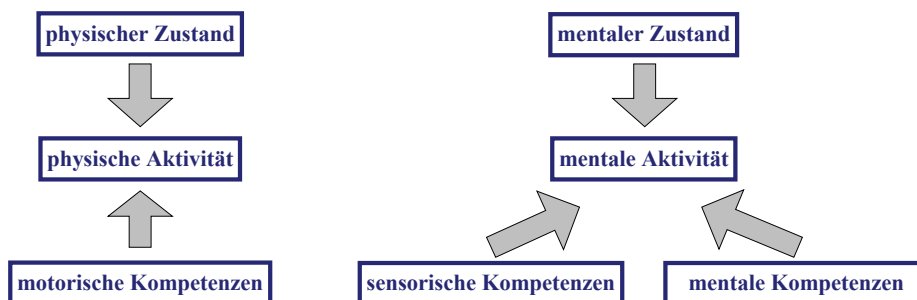 physischer Zustand
mentaler Zustand
physische Aktivität
mentale Aktivität
motorische Kompetenzen
sensorische Kompetenzen
mentale Kompetenzen